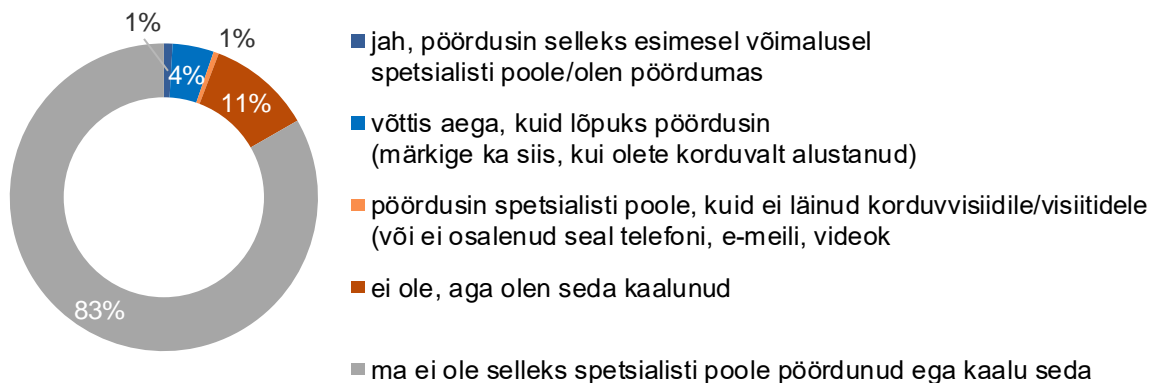 1%
1%
4%
11%
83%
jah, pöördusin selleks esimesel võimalusel
spetsialisti poole/olen pöördumas
võttis aega, kuid lõpuks pöördusin
(märkige ka siis, kui olete korduvalt alustanud)
pöördusin spetsialisti poole, kuid ei läinud korduvvisiidile/visiitidele
(või ei osalenud seal telefoni, e-meili, videok
ei ole, aga olen seda kaalunud
ma ei ole selleks spetsialisti poole pöördunud ega kaalu seda